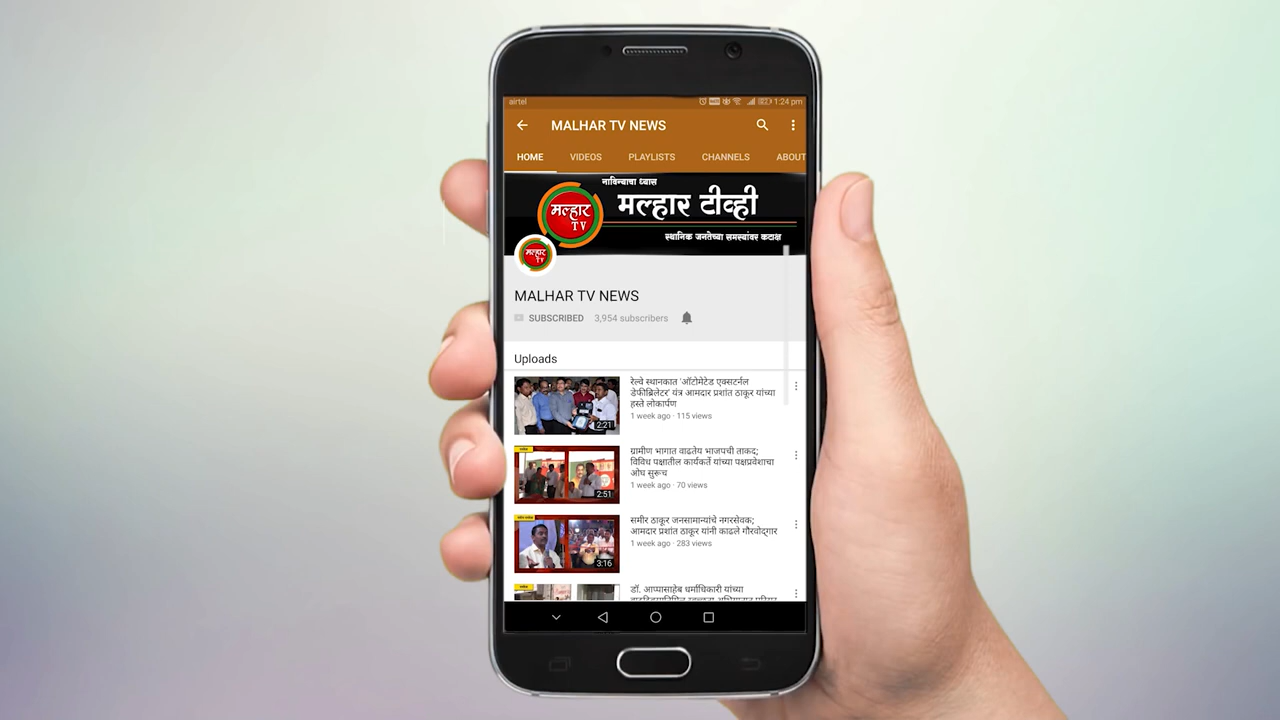 airtel 1:24 pm
MALHAR TV NEWS
HOME VIDEOS PLAYLISTS CHANNELS ABOUT
नाविन्याचा ध्यास
मल्हार TV
मल्हार टीव्ही
स्थानिक जनतेच्या समस्यांवर कटाक्ष
मल्हार TV
MALHAR TV NEWS
SUBSCRIBED 3,954 subscribers
Uploads
रेल्वे स्थानकात 'ऑटोमेटेड एक्सटर्नल
डेफीब्रिलेटर' यंत्र आमदार प्रशांत ठाकूर यांच्या
हस्ते लोकार्पण
1 week ago · 115 views
2:21
ग्रामीण भागात वाढतेय भाजपची ताकद;
विविध पक्षातील कार्यकर्ते यांच्या पक्षप्रवेशाचा
ओघ सुरूच
1 week ago · 70 views
2:51
समीर ठाकूर जनसामान्यांचे नगरसेवक;
आमदार प्रशांत ठाकूर यांनी काढले गौरवोद्गार
1 week ago · 283 views
3:16
डॉ. आप्पासाहेब धर्माधिकारी यांच्या